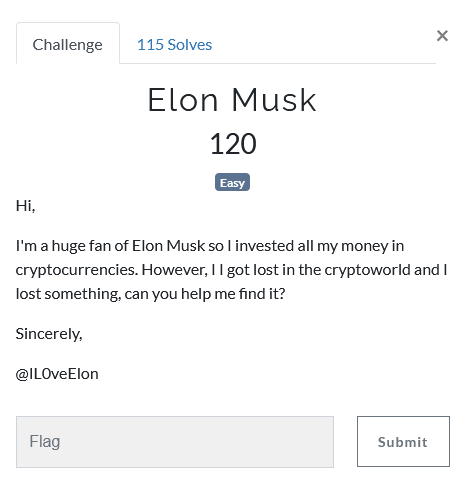 Challenge
115 Solves
×
Elon Musk
120
Easy
Hi,
I'm a huge fan of Elon Musk so I invested all my money in
cryptocurrencies. However, I I got lost in the cryptoworld and I
lost something, can you help me find it?
Sincerely,
@IL0veElon
Flag
Submit